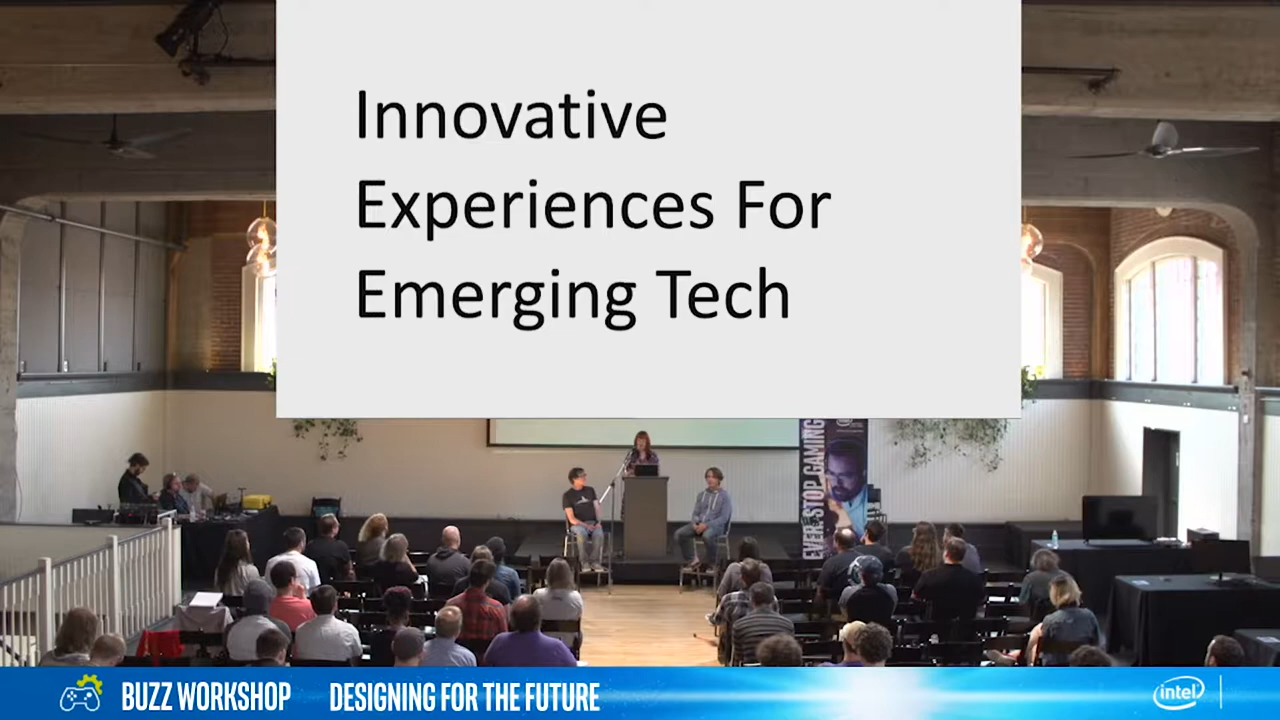 Innovative
Experiences For
Emerging Tech
EVER STOP GAMING
BUZZ WORKSHOP
DESIGNING FOR THE FUTURE
intel